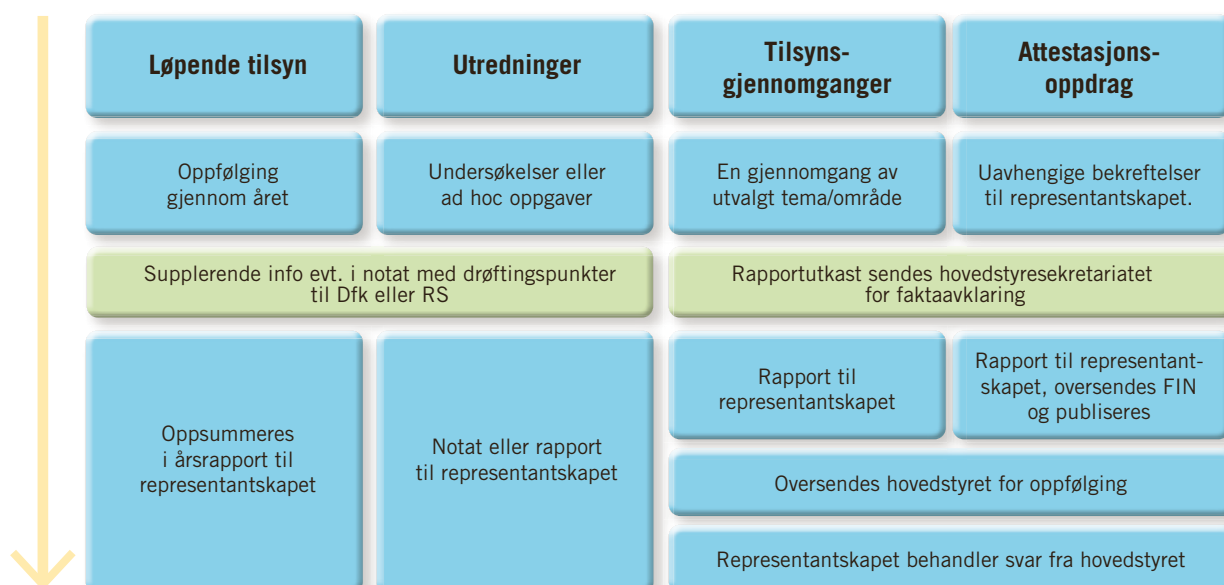 Løpende tilsyn
Utredninger
Tilsyns-
gjennomganger
Attestasjons-
oppdrag
Oppfølging
gjennom året
Undersøkelser eller
ad hoc oppgaver
En gjennomgang av
utvalgt tema/område
Uavhengige bekreftelser
til representantskapet.
Supplerende info evt. i notat med drøftingspunkter
til Dfk eller RS
Rapportutkast sendes hovedstyresekretariatet
for faktaavklaring
Oppsummeres
i årsrapport til
representantskapet
Notat eller rapport
til representantskapet
Rapport til
representantskapet
Rapport til representant-
skapet, oversendes FIN
og publiseres
Oversendes hovedstyret for oppfølging
Representantskapet behandler svar fra hovedstyret